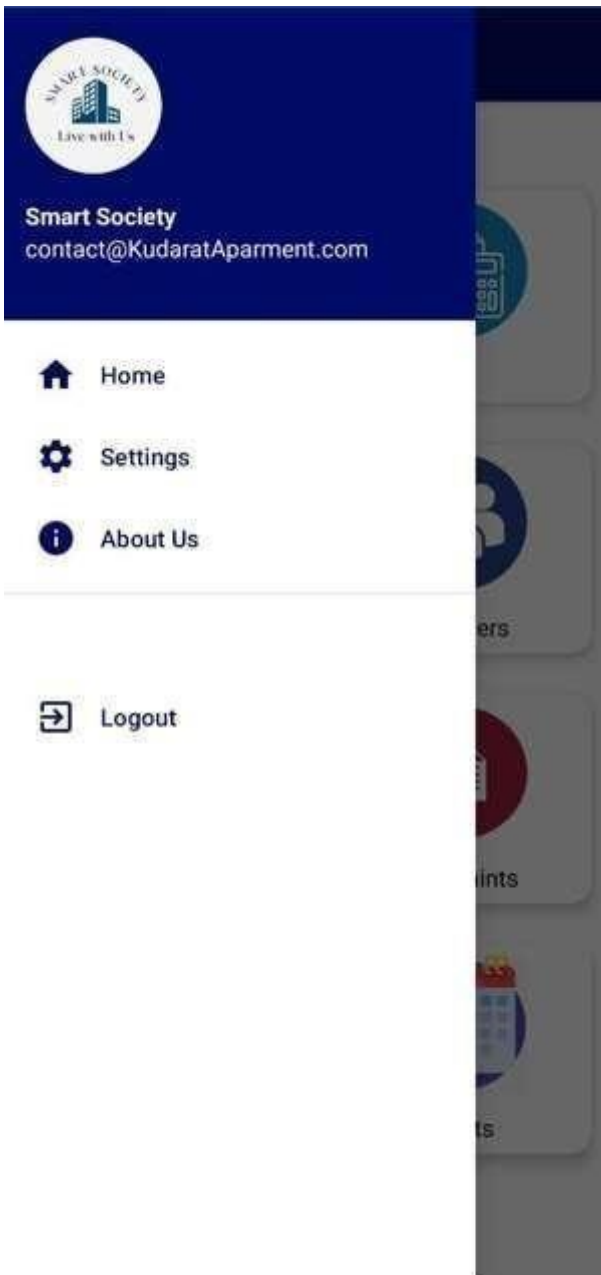 SMART SOCIETY
Live with Us
Smart Society
contact@KudaratAparment.com
Home
Settings
About Us
ers
Logout
ints
ts